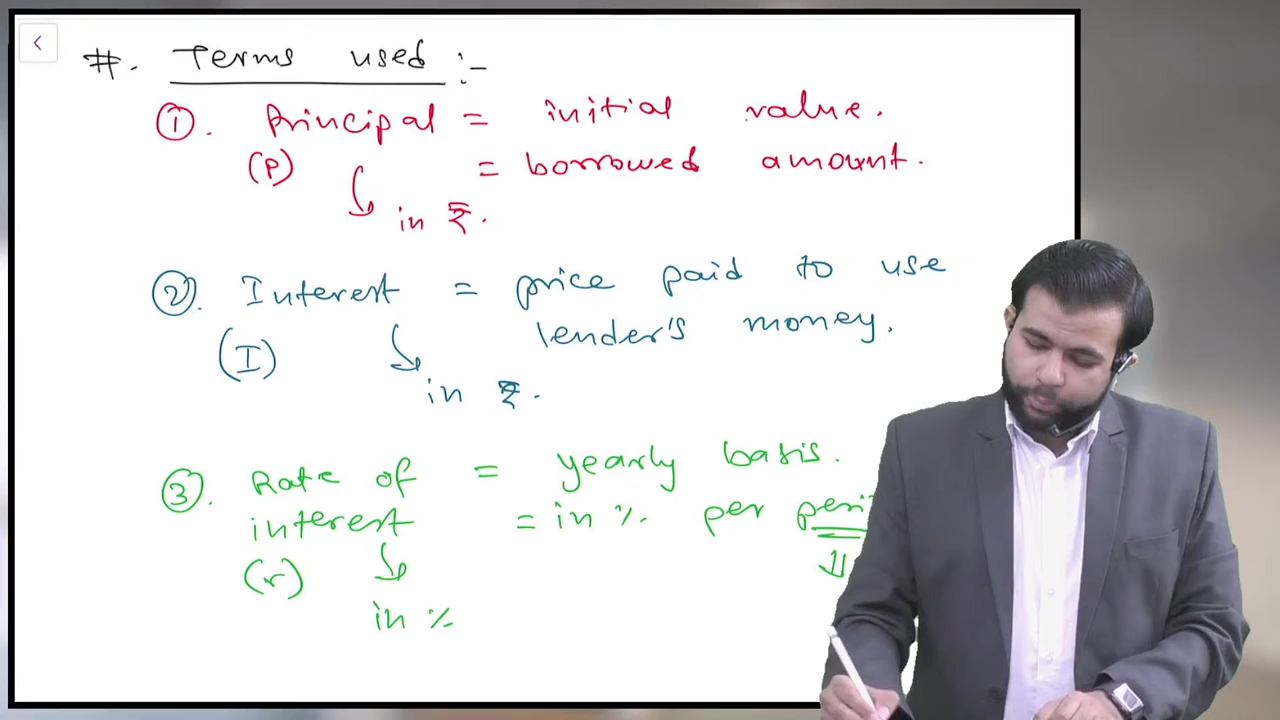 #. Terms used :-
①. Principal = initial value.
(P) = borrowed amount.
in ₹.
②. Interest = price paid to use
(I) lender's money.
in ₹.
③. Rate of = yearly basis.
interest = in % per
(r)
in %